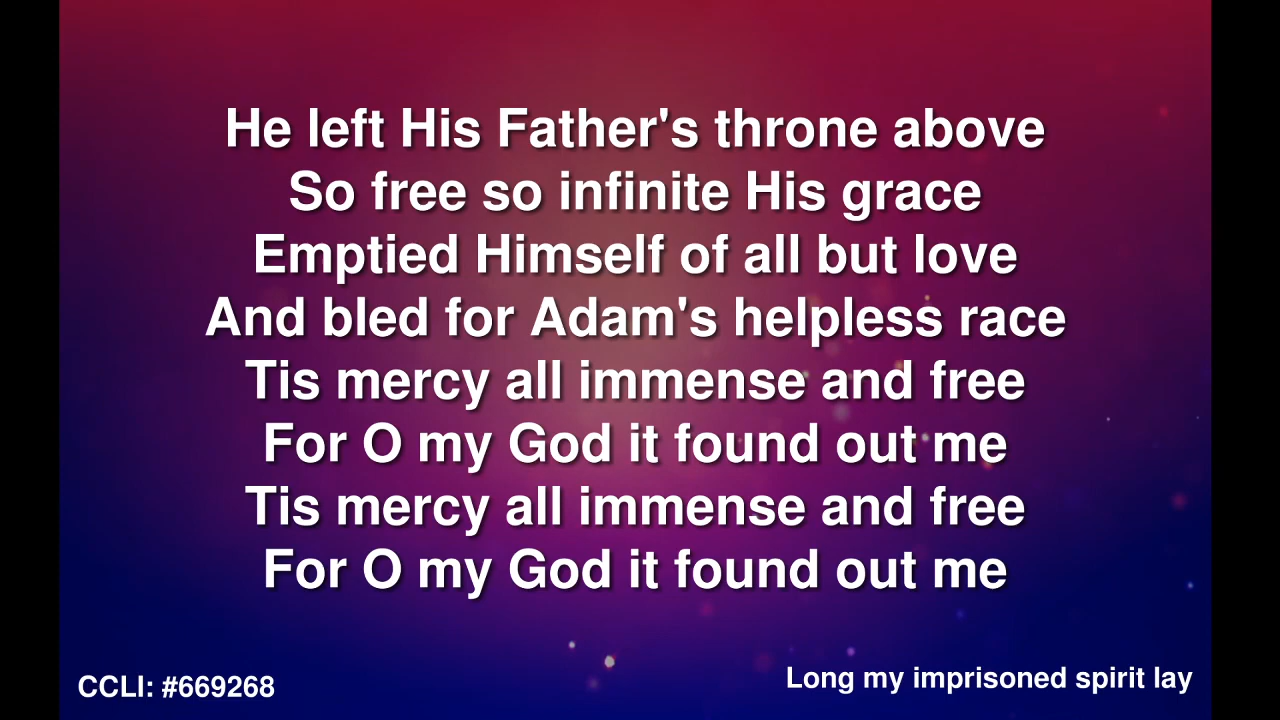 He left His Father's throne above
So free so infinite His grace
Emptied Himself of all but love
And bled for Adam's helpless race
Tis mercy all immense and free
For O my God it found out me
Tis mercy all immense and free
For O my God it found out me
CCLI: #669268
Long my imprisoned spirit lay